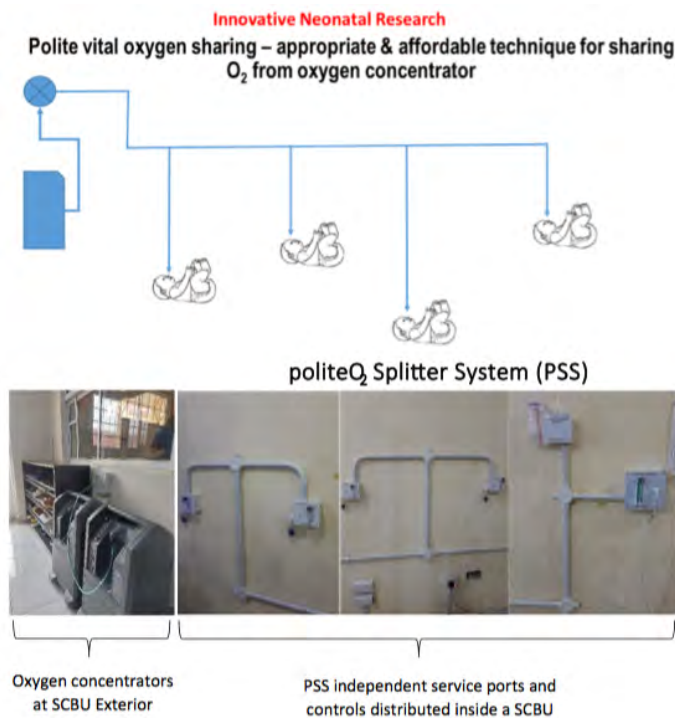 Innovative Neonatal Research
Polite vital oxygen sharing – appropriate & affordable technique for sharing
O₂ from oxygen concentrator
politeO₂ Splitter System (PSS)
Oxygen concentrators
at SCBU Exterior
PSS independent service ports and
controls distributed inside a SCBU